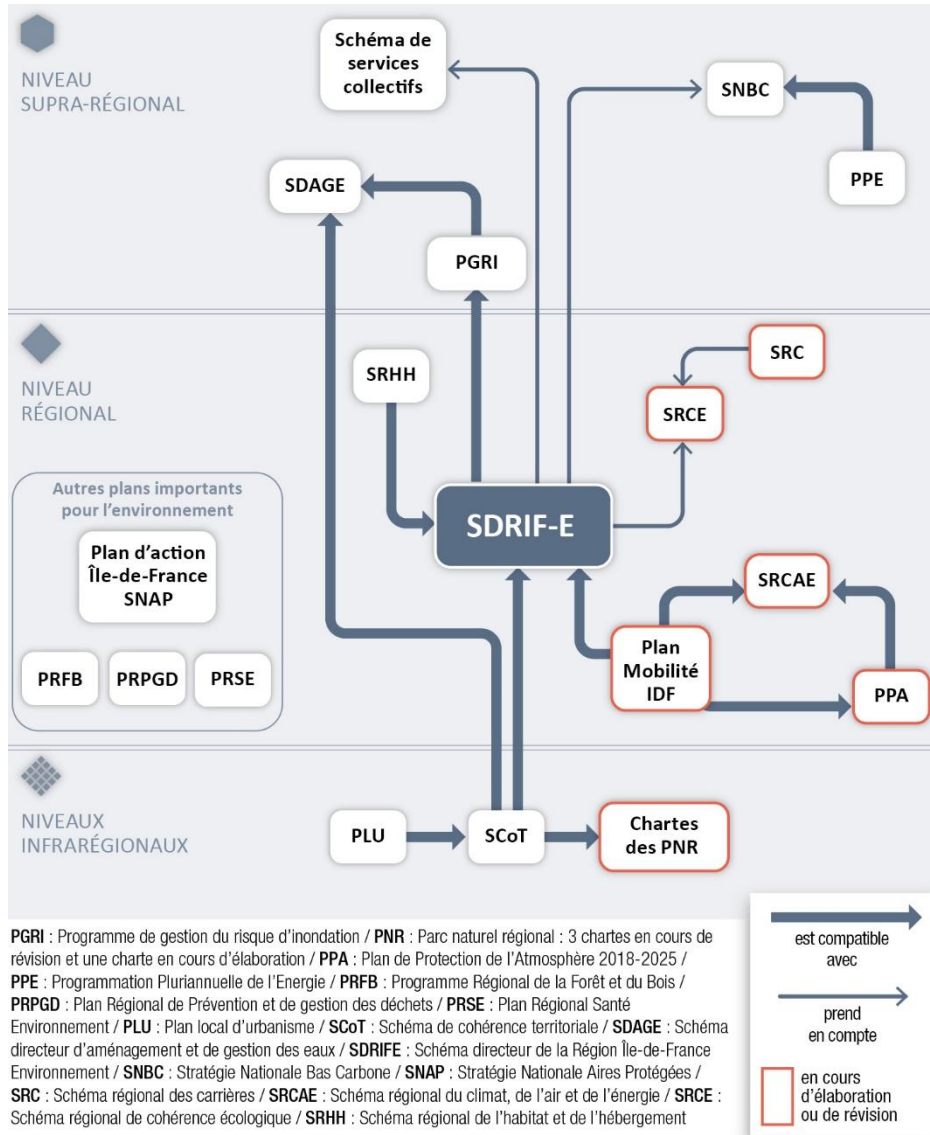 NIVEAU
SUPRA-RÉGIONAL
Schéma de
services
collectifs
SNBC
PPE
SDAGE
PGRI
NIVEAU
RÉGIONAL
SRHH
SRC
SRCE
Autres plans importants
pour l'environnement
Plan d'action
Île-de-France
SNAP
PRFB
PRPGD
PRSE
SDRIF-E
SRCAE
Plan
Mobilité
IDF
PPA
NIVEAUX
INFRARÉGIONAUX
PLU
SCoT
Chartes
des PNR
PGRI : Programme de gestion du risque d'inondation / PNR : Parc naturel régional : 3 chartes en cours de
révision et une charte en cours d'élaboration / PPA : Plan de Protection de l'Atmosphère 2018-2025 /
PPE : Programmation Pluriannuelle de l'Energie / PRFB : Programme Régional de la Forêt et du Bois /
PRPGD : Plan Régional de Prévention et de gestion des déchets / PRSE : Plan Régional Santé
Environnement / PLU : Plan local d'urbanisme / SCoT : Schéma de cohérence territoriale / SDAGE : Schéma
directeur d'aménagement et de gestion des eaux / SDRIFE : Schéma directeur de la Région Île-de-France
Environnement / SNBC : Stratégie Nationale Bas Carbone / SNAP : Stratégie Nationale Aires Protégées /
SRC : Schéma régional des carrières / SRCAE : Schéma régional du climat, de l'air et de l'énergie / SRCE :
Schéma régional de cohérence écologique / SRHH : Schéma régional de l'habitat et de l'hébergement
est compatible
avec
prend
en compte
en cours
d'élaboration
ou de révision